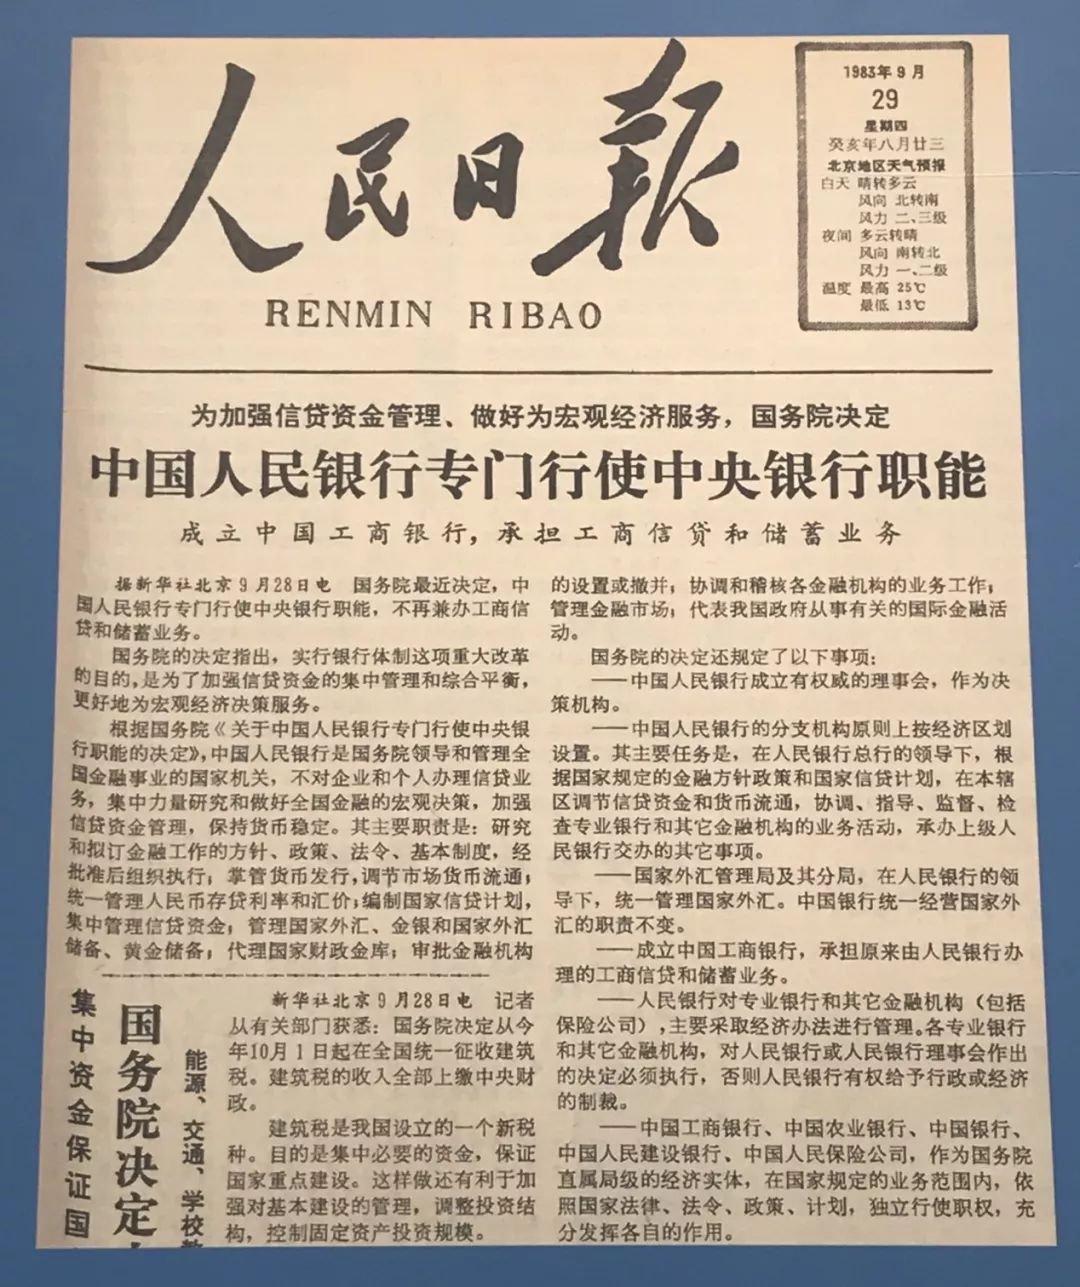 人民日报
RENMIN RIBAO
1983年9月
29
星期四
癸亥年八月廿三
北京地区天气预报
白天 晴转多云
风向 北转南
风力 二、三级
夜间 多云转晴
风向 南转北
风力 一、二级
温度 最高 25℃
最低 13℃
为加强信贷资金管理、做好为宏观经济服务，国务院决定
中国人民银行专门行使中央银行职能
成立中国工商银行，承担工商信贷和储蓄业务
据新华社北京9月28日电 国务院最近决定，中
国人民银行专门行使中央银行职能，不再兼办工商信
贷和储蓄业务。
国务院的决定指出，实行银行体制这项重大改革
的目的，是为了加强信贷资金的集中管理和综合平衡，
更好地为宏观经济决策服务。
根据国务院《关于中国人民银行专门行使中央银
行职能的决定》，中国人民银行是国务院领导和管理全
国金融事业的国家机关，不对企业和个人办理信贷业
务，集中力量研究和做好全国金融的宏观决策，加强
信贷资金管理，保持货币稳定。其主要职责是：研究
和拟订金融工作的方针、政策、法令、基本制度，经
批准后组织执行；掌管货币发行，调节市场货币流通；
统一管理人民币存贷利率和汇价；编制国家信贷计划，
集中管理信贷资金；管理国家外汇、金银和国家外汇
储备、黄金储备；代理国家财政金库；审批金融机构
的设置或撤并；协调和稽核各金融机构的业务工作；
管理金融市场；代表我国政府从事有关的国际金融活
动。
国务院的决定还规定了以下事项：
——中国人民银行成立有权威的理事会，作为决
策机构。
——中国人民银行的分支机构原则上按经济区划
设置。其主要任务是，在人民银行总行的领导下，根
据国家规定的金融方针政策和国家信贷计划，在本辖
区调节信贷资金和货币流通，协调、指导、监督、检
查专业银行和其它金融机构的业务活动，承办上级人
民银行交办的其它事项。
——国家外汇管理局及其分局，在人民银行的领
导下，统一管理国家外汇。中国银行统一经营国家外
汇的职责不变。
——成立中国工商银行，承担原来由人民银行办
理的工商信贷和储蓄业务。
——人民银行对专业银行和其它金融机构（包括
保险公司），主要采取经济办法进行管理。各专业银行
和其它金融机构，对人民银行或人民银行理事会作出
的决定必须执行，否则人民银行有权给予行政或经济
的制裁。
——中国工商银行、中国农业银行、中国银行、
中国人民建设银行、中国人民保险公司，作为国务院
直属局级的经济实体，在国家规定的业务范围内，依
照国家法律、法令、政策、计划，独立行使职权，充
分发挥各自的作用。
集中资金保证国
国务院决定
能源、交通、学校
新华社北京9月28日电 记者
从有关部门获悉：国务院决定从今
年10月1日起在全国统一征收建筑
税。建筑税的收入全部上缴中央财
政。
建筑税是我国设立的一个新税
种。目的是集中必要的资金，保证
国家重点建设。这样做还有利于加
强对基本建设的管理，调整投资结
构，控制固定资产投资规模。